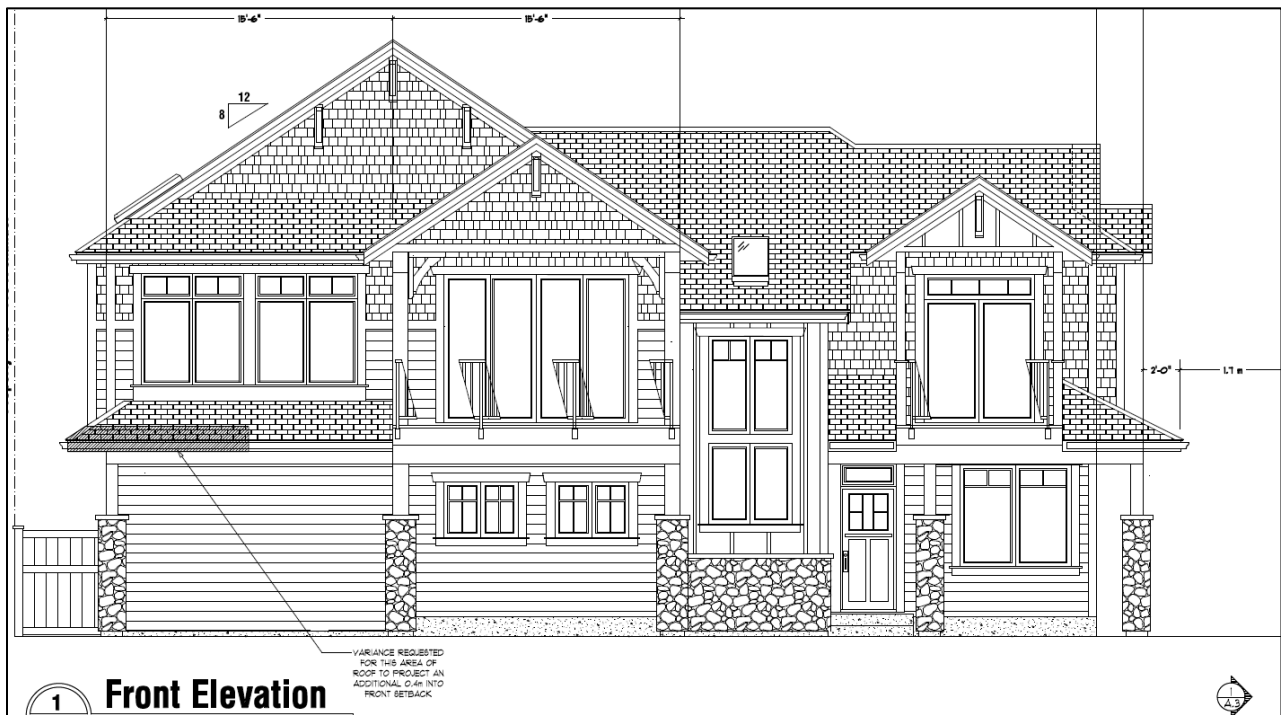 15'-6"
15'-6"
12
8
2'-0"
1.7 m
VARIANCE REQUESTED
FOR THIS AREA OF
ROOF TO PROJECT AN
ADDITIONAL 0.4m INTO
FRONT SETBACK
1
Front Elevation
1
A.3